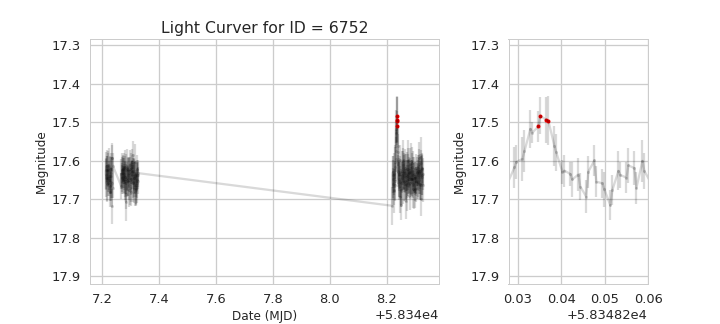 Light Curver for ID = 6752
Magnitude
17.3
17.4
17.5
17.6
17.7
17.8
17.9
7.2 7.4 7.6 7.8 8.0 8.2
+5.834e4
Date (MJD)
Magnitude
17.3
17.4
17.5
17.6
17.7
17.8
17.9
0.03 0.04 0.05 0.06
+5.83482e4